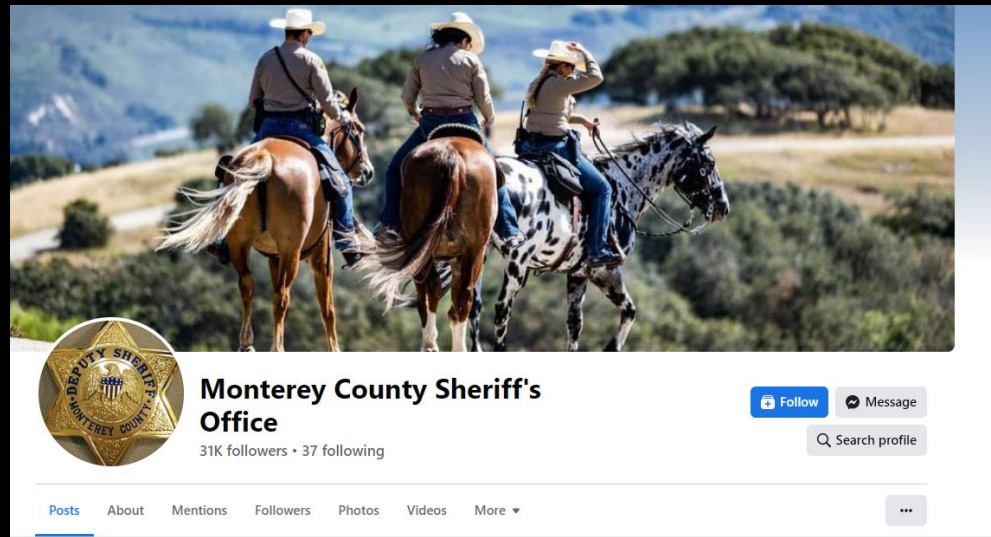 DEPUTY SHERIFF
MONTEREY COUNTY
Monterey County Sheriff's
Office
31K followers • 37 following
Follow
Message
Search profile
Posts About Mentions Followers Photos Videos More